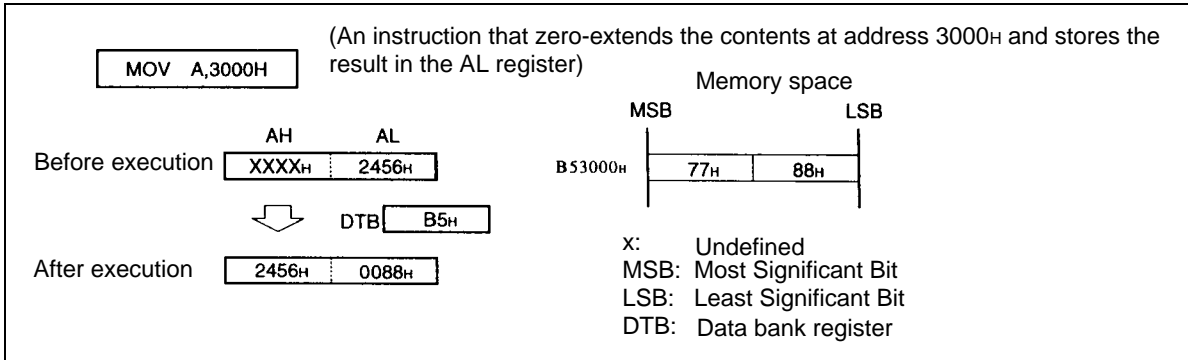 (An instruction that zero-extends the contents at address 3000H and stores the
result in the AL register)
MOV A,3000H
Memory space
MSB LSB
AH AL
Before execution XXXXH 2456H
B53000H 77H 88H
DTB B5H
After execution 2456H 0088H
x: Undefined
MSB: Most Significant Bit
LSB: Least Significant Bit
DTB: Data bank register